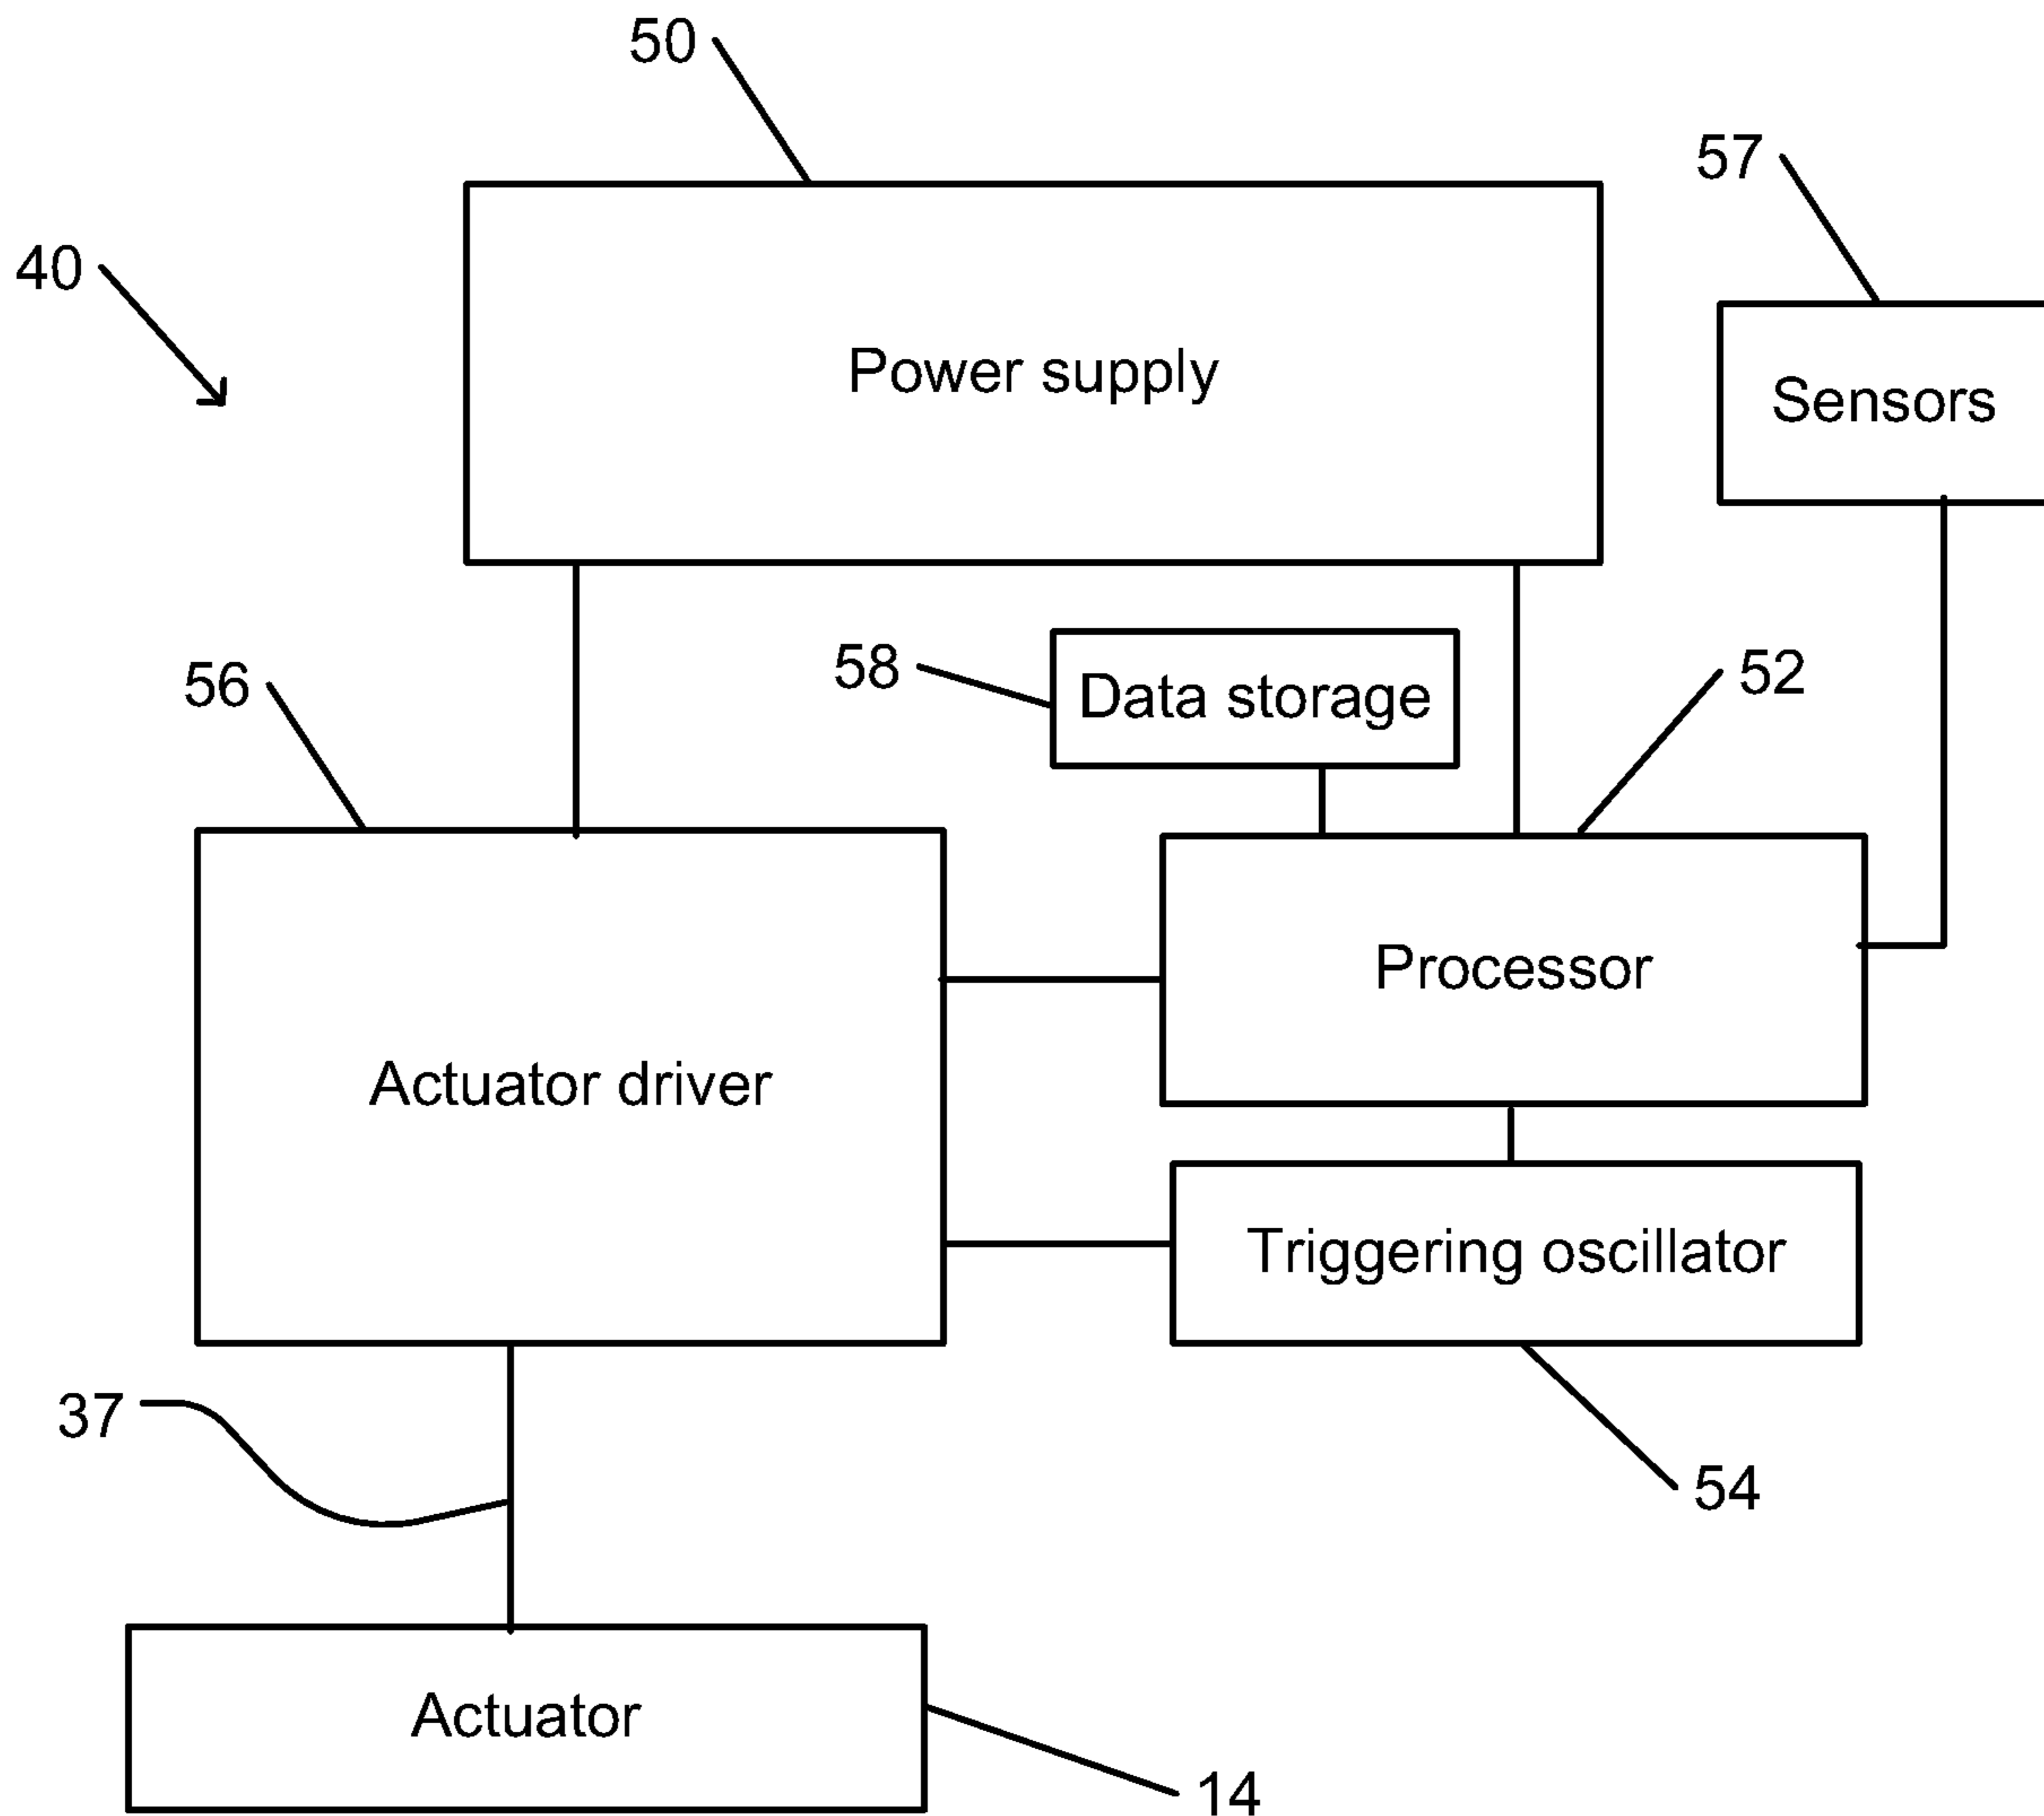 50
57
40
Power supply
Sensors
58
Data storage
52
56
Processor
Actuator driver
Triggering oscillator
37
54
Actuator
14